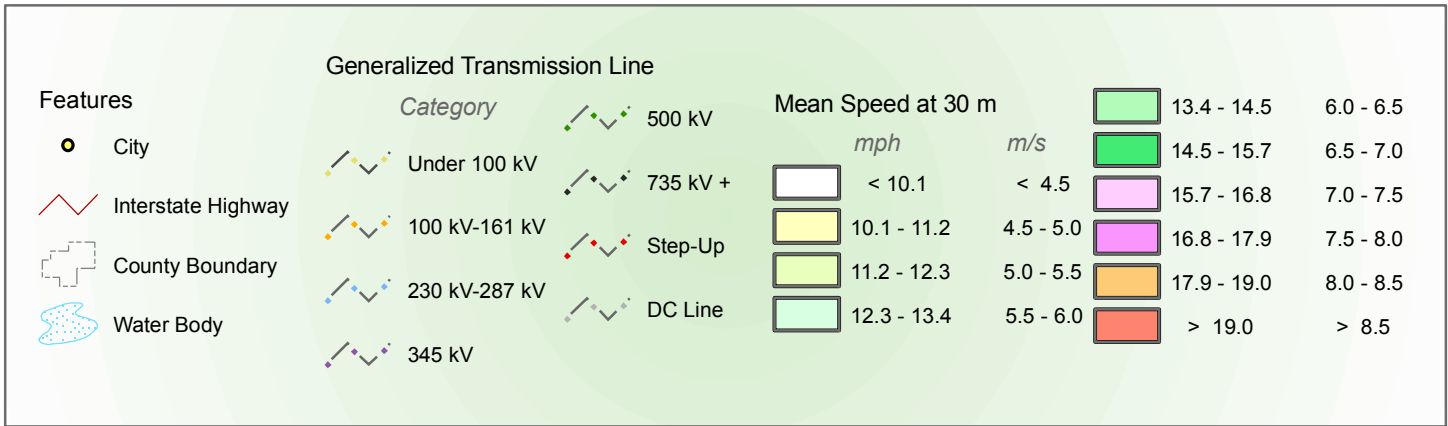 Features
City
Interstate Highway
County Boundary
Water Body
Generalized Transmission Line
Category
Under 100 kV
100 kV-161 kV
230 kV-287 kV
345 kV
500 kV
735 kV +
Step-Up
DC Line
Mean Speed at 30 m
mph m/s
< 10.1 < 4.5
10.1 - 11.2 4.5 - 5.0
11.2 - 12.3 5.0 - 5.5
12.3 - 13.4 5.5 - 6.0
13.4 - 14.5 6.0 - 6.5
14.5 - 15.7 6.5 - 7.0
15.7 - 16.8 7.0 - 7.5
16.8 - 17.9 7.5 - 8.0
17.9 - 19.0 8.0 - 8.5
> 19.0 > 8.5